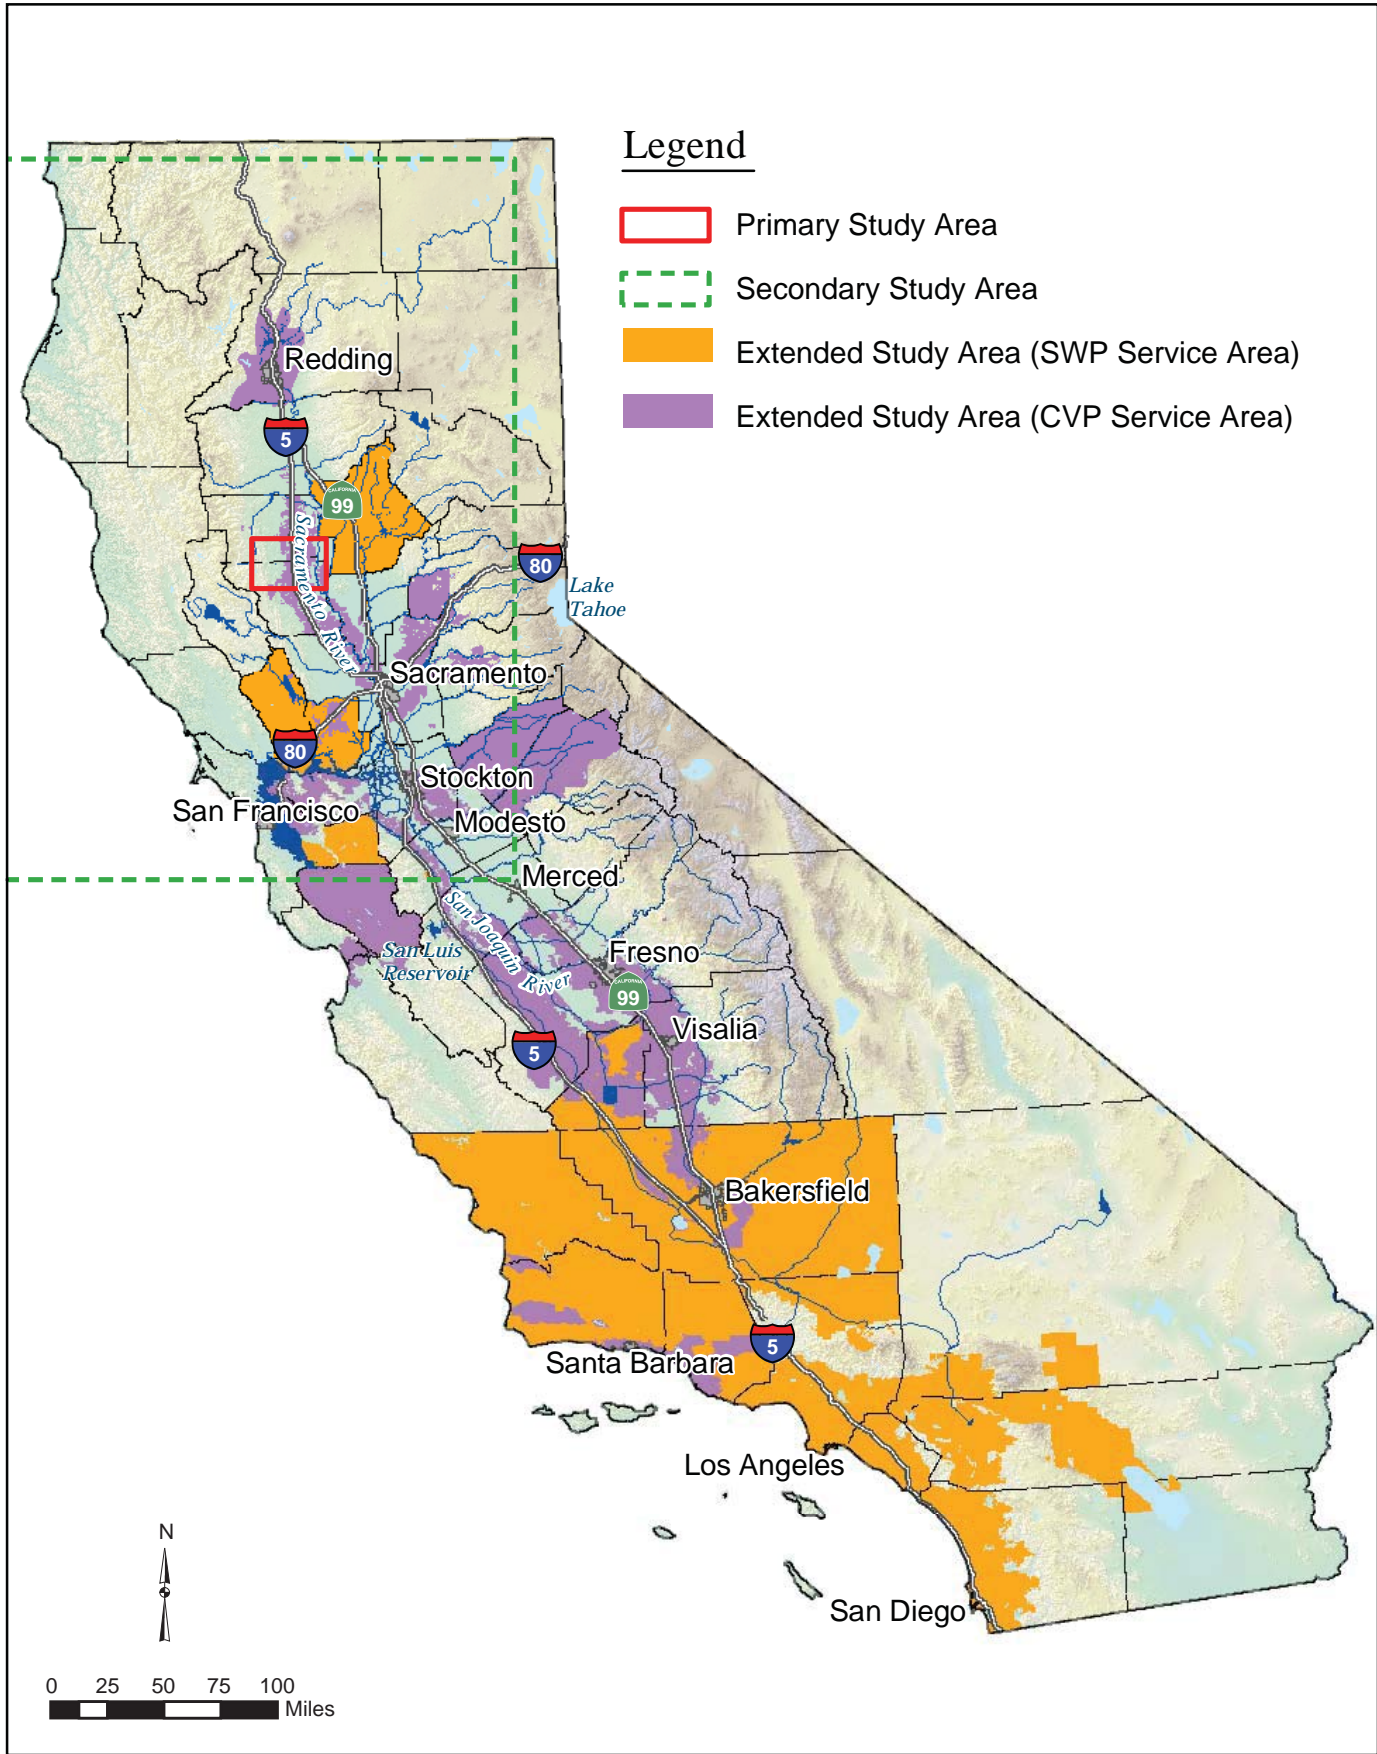 Legend
Primary Study Area
Secondary Study Area
Extended Study Area (SWP Service Area)
Extended Study Area (CVP Service Area)
Redding
5
CALIFORNIA
99
Sacramento River
80
Lake
Tahoe
Sacramento
80
Stockton
San Francisco
Modesto
Merced
San Joaquin River
San Luis
Reservoir
Fresno
CALIFORNIA
99
Visalia
5
Bakersfield
5
Santa Barbara
Los Angeles
San Diego
N
0 25 50 75 100
Miles